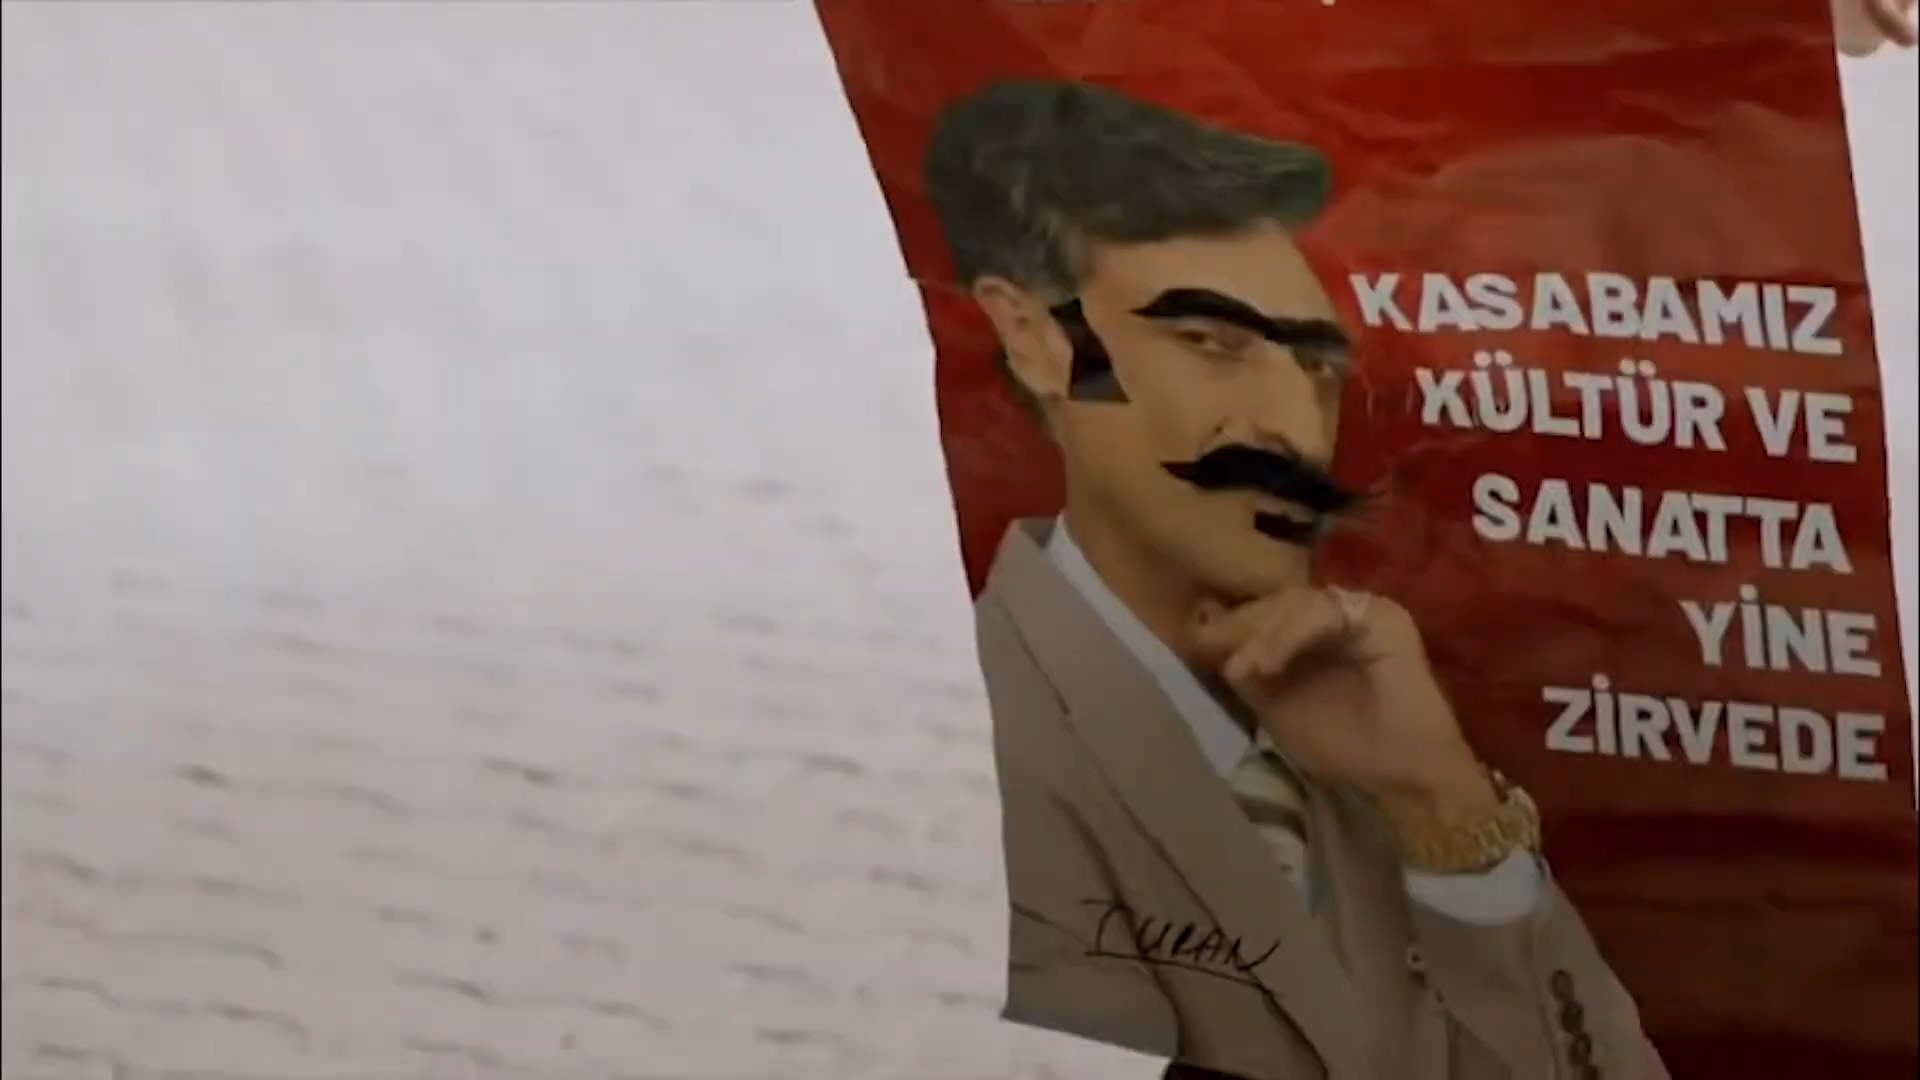 KASABAMIZ
KÜLTÜR VE
SANATTA
YİNE
ZİRVEDE
TURAN